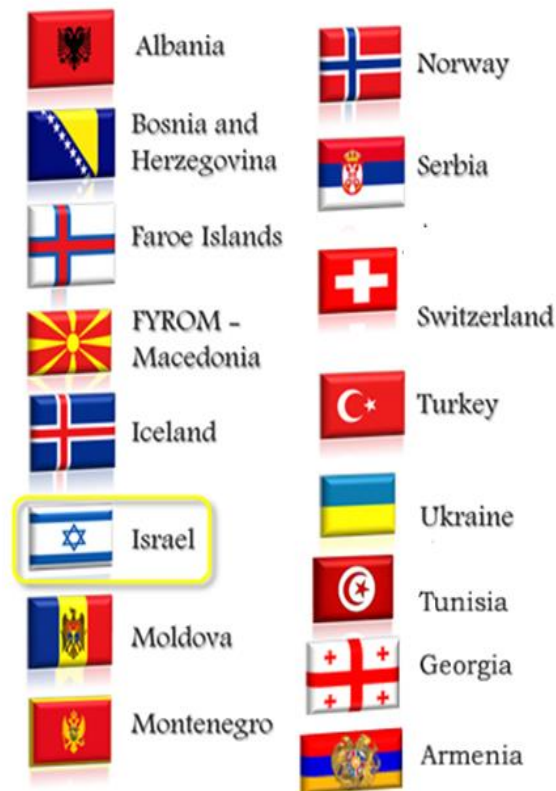 Albania
Bosnia and
Herzegovina
Faroe Islands
FYROM -
Macedonia
Iceland
Israel
Moldova
Montenegro
Norway
Serbia
Switzerland
Turkey
Ukraine
Tunisia
Georgia
Armenia